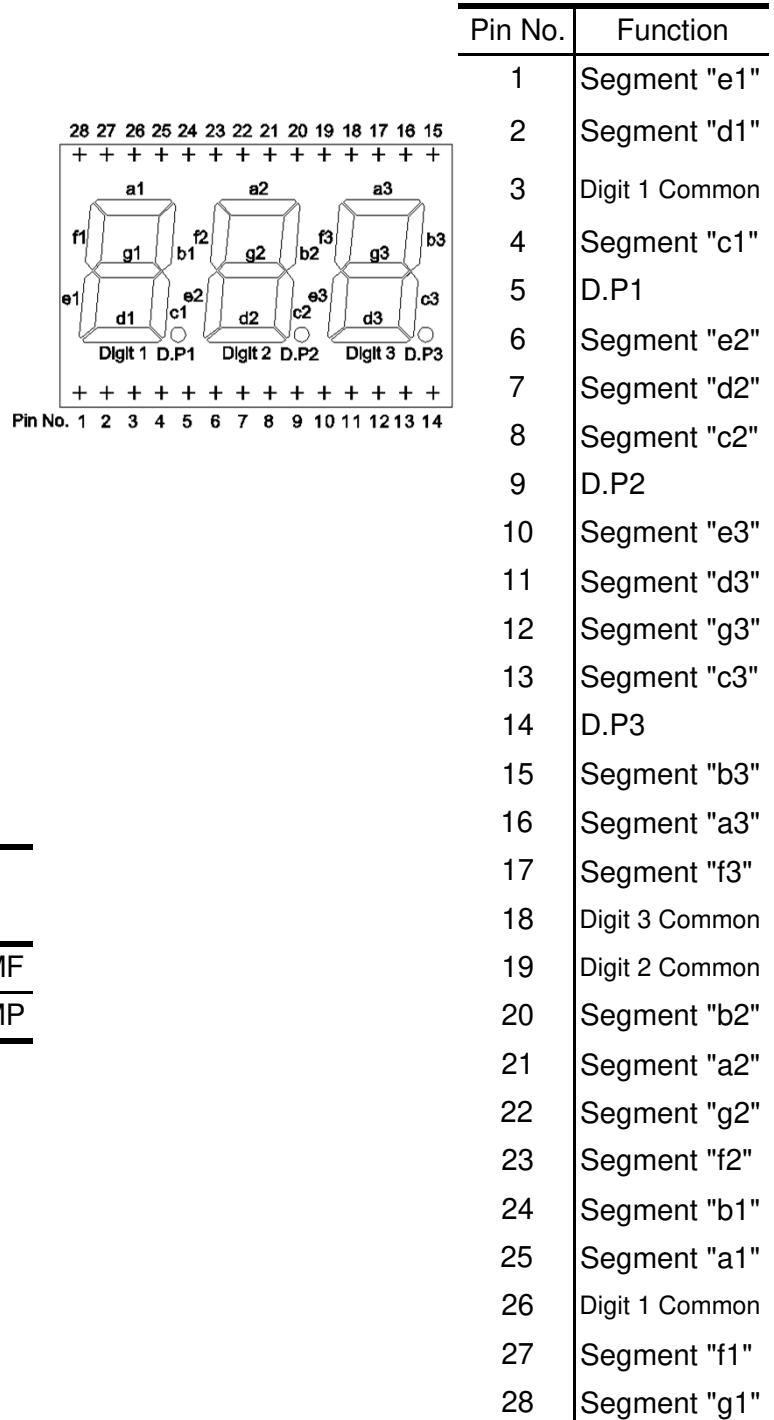 Pin No. Function
1 Segment "e1"
2 Segment "d1"
3 Digit 1 Common
4 Segment "c1"
5 D.P1
6 Segment "e2"
7 Segment "d2"
8 Segment "c2"
9 D.P2
10 Segment "e3"
11 Segment "d3"
12 Segment "g3"
13 Segment "c3"
14 D.P3
15 Segment "b3"
16 Segment "a3"
17 Segment "f3"
18 Digit 3 Common
19 Digit 2 Common
20 Segment "b2"
21 Segment "a2"
22 Segment "g2"
23 Segment "f2"
24 Segment "b1"
25 Segment "a1"
26 Digit 1 Common
27 Segment "f1"
28 Segment "g1"
28 27 26 25 24 23 22 21 20 19 18 17 16 15
+ + + + + + + + + + + + + +
a1 a2 a3
f1 g1 b1 f2 g2 b2 f3 g3 b3
e1 d1 c1 e2 d2 c2 e3 d3 c3
Digit 1 D.P1 Digit 2 D.P2 Digit 3 D.P3
+ + + + + + + + + + + + + +
Pin No. 1 2 3 4 5 6 7 8 9 10 11 12 13 14